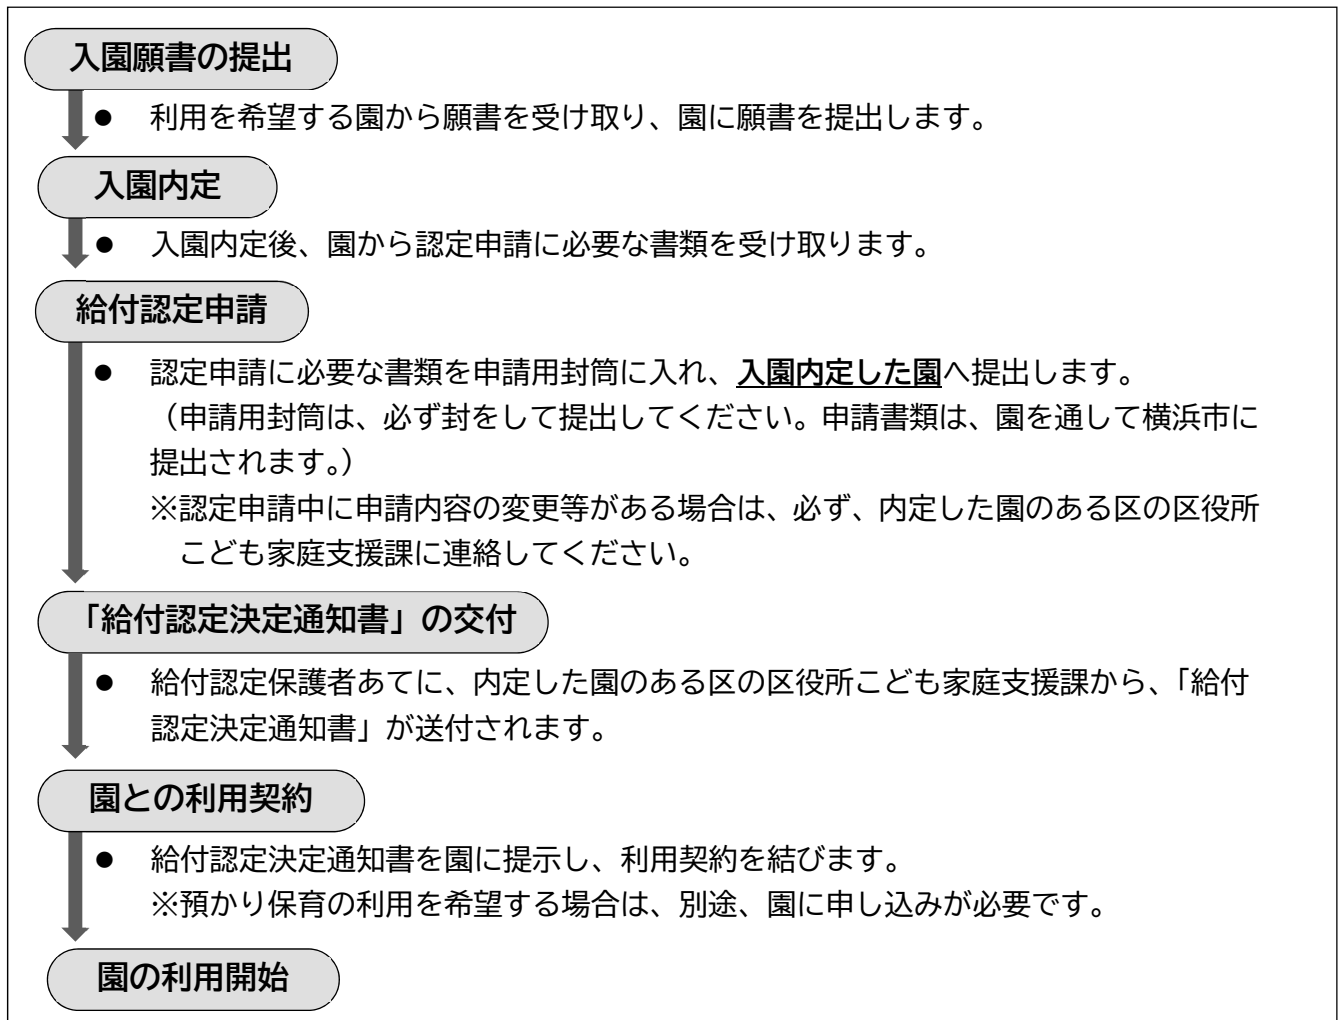 入園願書の提出
● 利用を希望する園から願書を受け取り、園に願書を提出します。
入園内定
● 入園内定後、園から認定申請に必要な書類を受け取ります。
給付認定申請
● 認定申請に必要な書類を申請用封筒に入れ、入園内定した園へ提出します。
（申請用封筒は、必ず封をして提出してください。申請書類は、園を通して横浜市に
提出されます。）
※認定申請中に申請内容の変更等がある場合は、必ず、内定した園のある区の区役所
こども家庭支援課に連絡してください。
「給付認定決定通知書」の交付
● 給付認定保護者あてに、内定した園のある区の区役所こども家庭支援課から、「給付
認定決定通知書」が送付されます。
園との利用契約
● 給付認定決定通知書を園に提示し、利用契約を結びます。
※預かり保育の利用を希望する場合は、別途、園に申し込みが必要です。
園の利用開始